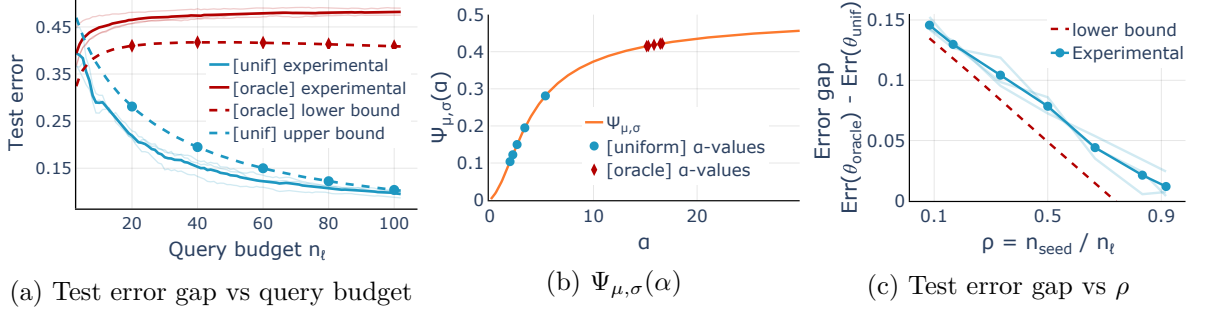 0.45
0.35
0.25
0.15
Test error
20
40
60
80
100
Query budget nℓ
[unif] experimental
[oracle] experimental
[oracle] lower bound
[unif] upper bound
(a) Test error gap vs query budget
0.5
0.4
0.3
0.2
0.1
0
Ψμ,σ(a)
0
10
20
α
Ψμ,σ
[uniform] α-values
[oracle] α-values
(b) Ψμ,σ(α)
0.15
0.1
0.05
0
Error gap
Err(θoracle) - Err(θunif)
0.1
0.5
0.9
ρ = nseed / nℓ
lower bound
Experimental
(c) Test error gap vs ρ